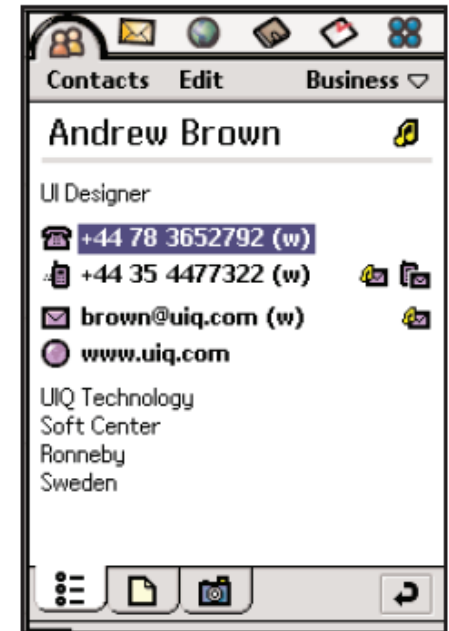 Contacts Edit Business
Andrew Brown
UI Designer
+44 78 3652792 (w)
+44 35 4477322 (w)
brown@uiq.com (w)
www.uiq.com
UIQ Technology
Soft Center
Ronneby
Sweden